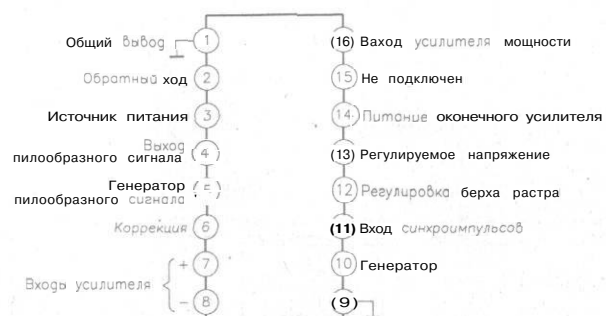 Общий вывод 1
Обратный ход 2
Источник питания 3
Выход
пилообразного сигнала (4
Генератор
пилообразного сигнала (5)
Коррекция 6
Входы усилителя
+ 7
− 8
(16) Ваход усилителя мощности
15 Не подключен
14 Питание оконечного усилителя
(13) Регулируемое напряжение
12 Регулировка берха растра
(11) Вход синхроимпульсов
10 Генератор
(9)